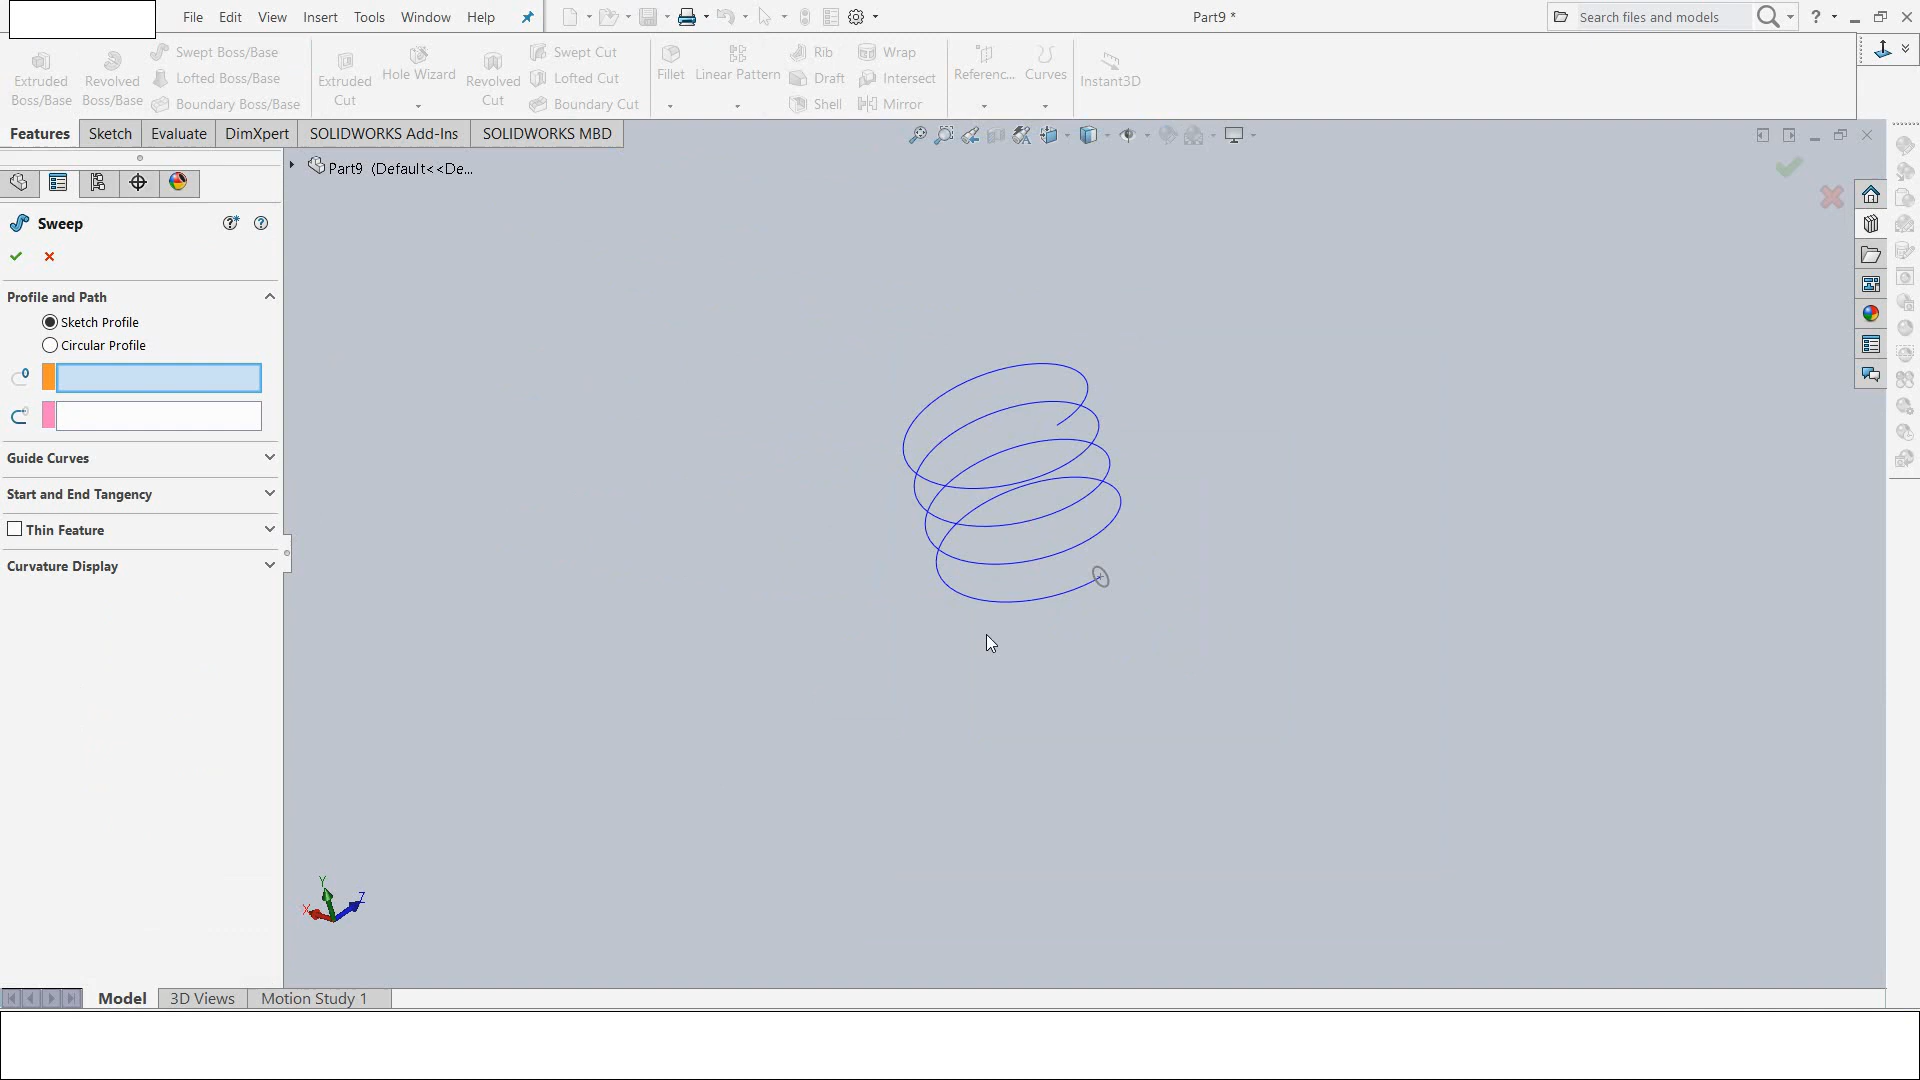 File Edit View Insert Tools Window Help
Part9 *
Search files and models
?
Extruded Boss/Base
Revolved Boss/Base
Swept Boss/Base
Lofted Boss/Base
Boundary Boss/Base
Extruded Cut
Hole Wizard
Revolved Cut
Swept Cut
Lofted Cut
Boundary Cut
Fillet
Linear Pattern
Rib
Draft
Shell
Wrap
Intersect
Mirror
Referenc...
Curves
Instant3D
Features Sketch Evaluate DimXpert SOLIDWORKS Add-Ins SOLIDWORKS MBD
Part9 (Default<<De...
Sweep
Profile and Path
Sketch Profile
Circular Profile
Guide Curves
Start and End Tangency
Thin Feature
Curvature Display
Y
X
Z
Model 3D Views Motion Study 1